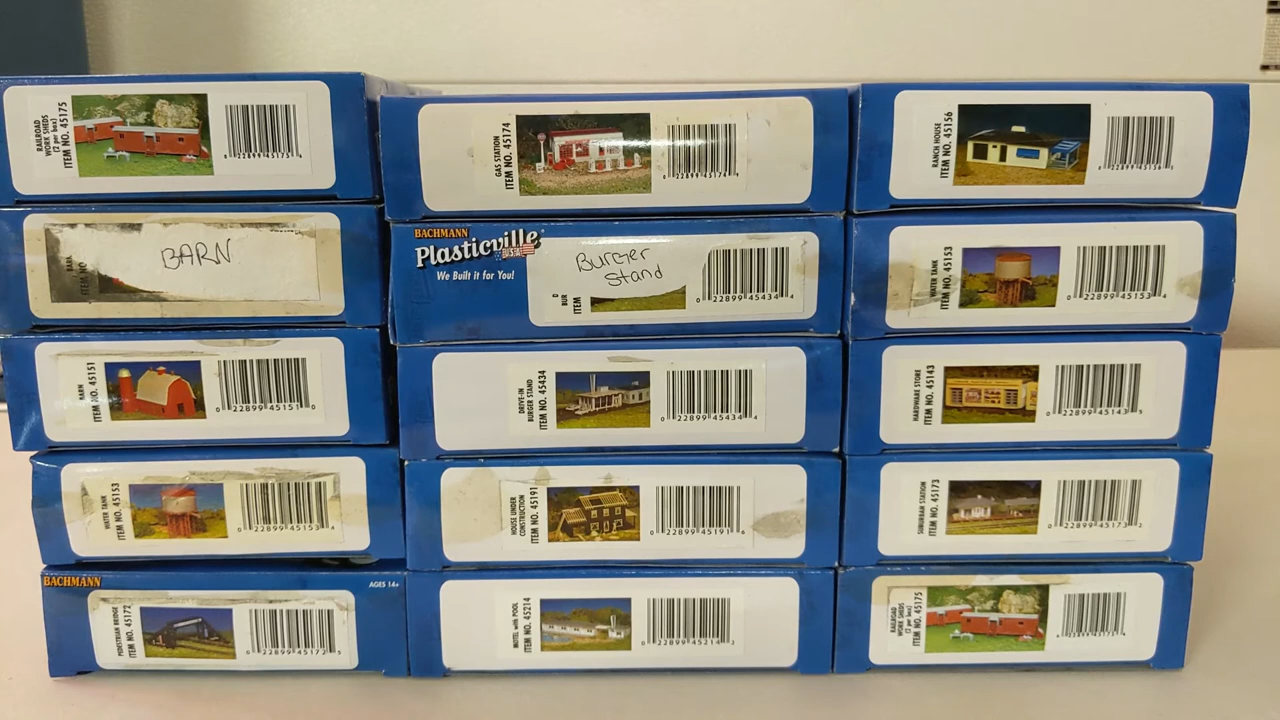 RAILROAD
WORK SHEDS
(2 per box)
ITEM NO. 45175
0 22899 45175 4
BARN
BARN
ITEM NO. 45151
0 22899 45151 0
WATER TANK
ITEM NO. 45153
0 22899 45153 4
BACHMANN
AGES 14+
PEDESTRIAN BRIDGE
ITEM NO. 45172
0 22899 45172 5
GAS STATION
ITEM NO. 45174
0 22899 45174
BACHMANN
Plasticville
U.S.A.
We Built it for You!
Burger
Stand
BUR
ITEM
0 22899 45434 4
DRIVE-IN
BURGER STAND
ITEM NO. 45434
0 22899 45434 4
HOUSE UNDER
CONSTRUCTION
ITEM NO. 45191
0 22899 45191 6
MOTEL with POOL
ITEM NO. 45214
0 22899 45214 3
RANCH HOUSE
ITEM NO. 45156
22899 45156
WATER TANK
ITEM NO. 45153
0 22899 45153 4
HARDWARE STORE
ITEM NO. 45143
0 22899 45143 5
SUBURBAN STATION
ITEM NO. 45173
0 22899 45173 2
RAILROAD
WORK SHEDS
(2 per box)
ITEM NO. 45175
22899 45175